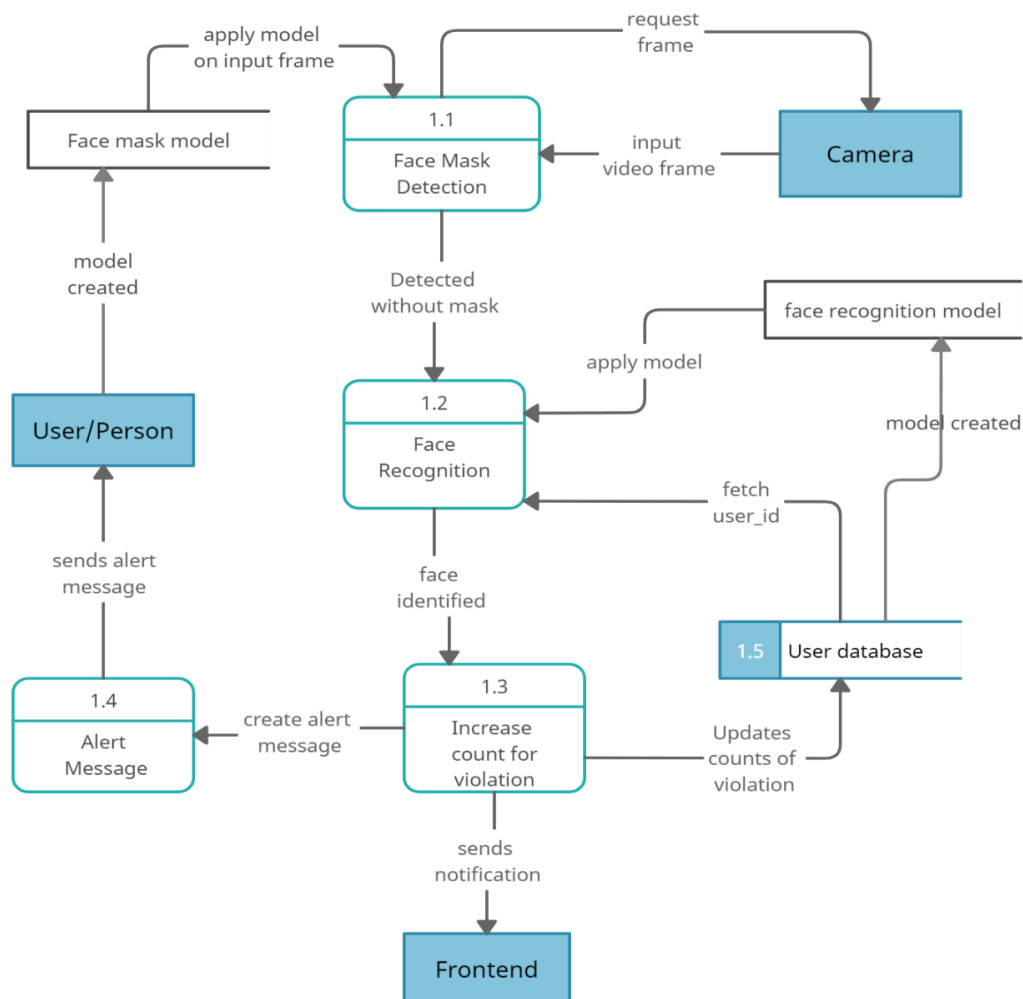 apply model
on input frame
request
frame
Face mask model
1.1
Face Mask
Detection
input
video frame
Camera
model
created
Detected
without mask
face recognition model
apply model
1.2
Face
Recognition
User/Person
model created
fetch
user_id
sends alert
message
face
identified
1.5
User database
1.4
Alert
Message
create alert
message
1.3
Increase
count for
violation
Updates
counts of
violation
sends
notification
Frontend